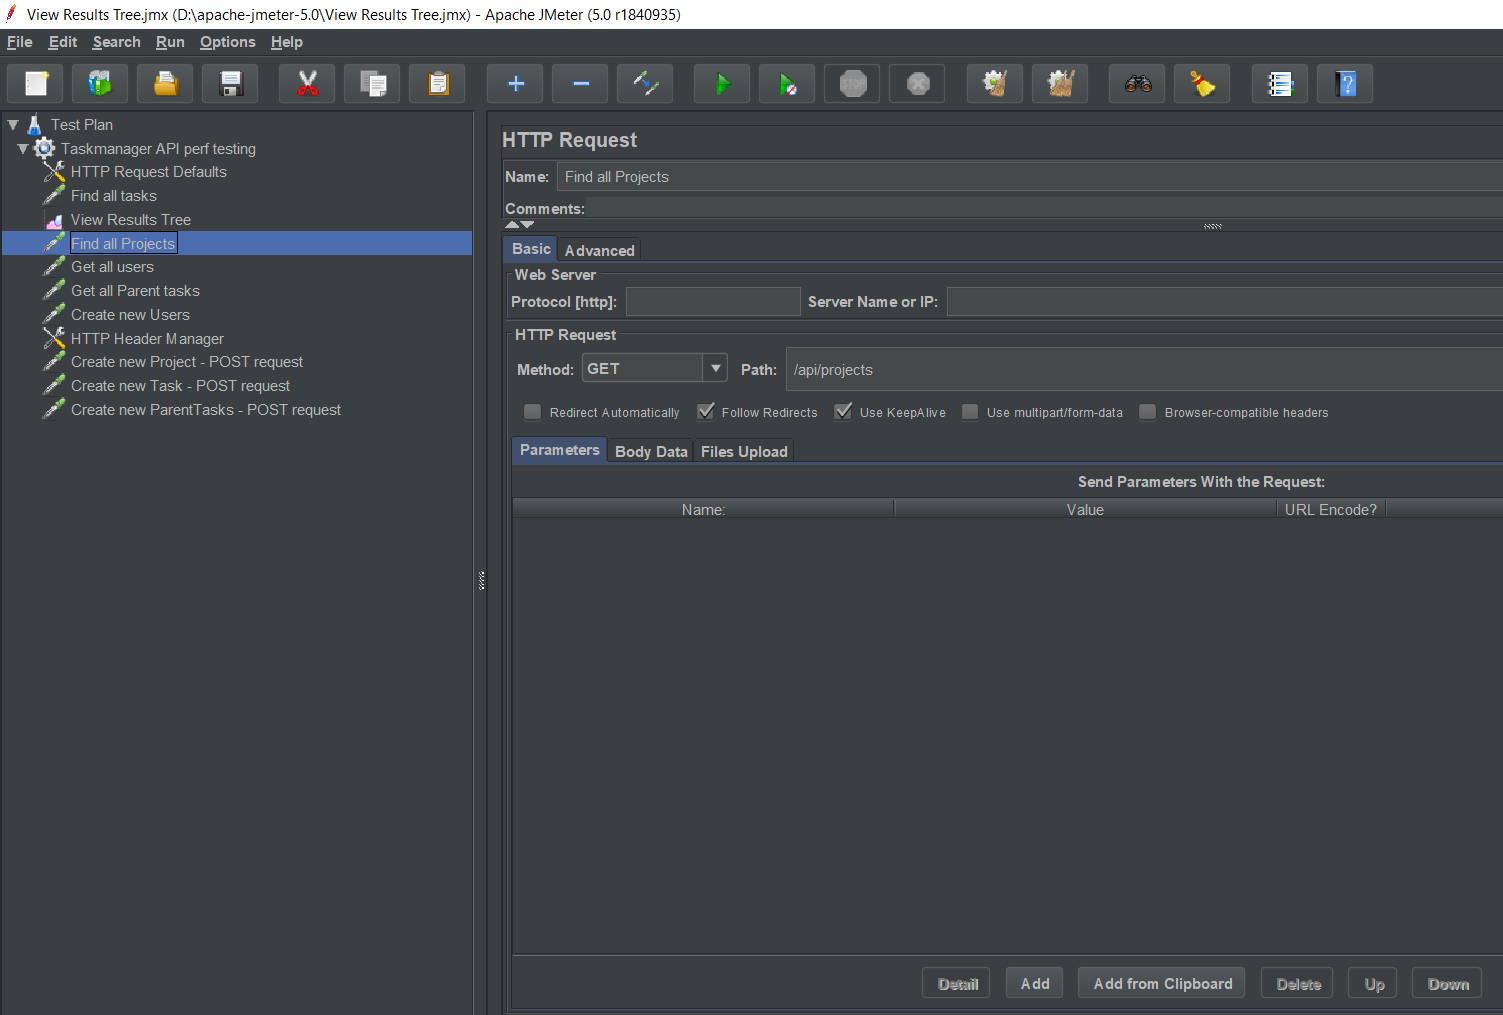 View Results Tree.jmx (D:\apache-jmeter-5.0\View Results Tree.jmx) - Apache JMeter (5.0 r1840935)
File Edit Search Run Options Help
STOP
Test Plan
Taskmanager API perf testing
HTTP Request Defaults
Find all tasks
View Results Tree
Find all Projects
Get all users
Get all Parent tasks
Create new Users
HTTP Header Manager
Create new Project - POST request
Create new Task - POST request
Create new ParentTasks - POST request
HTTP Request
Name: Find all Projects
Comments:
Basic Advanced
Web Server
Protocol [http]: Server Name or IP:
HTTP Request
Method: GET Path: /api/projects
Redirect Automatically Follow Redirects Use KeepAlive Use multipart/form-data Browser-compatible headers
Parameters Body Data Files Upload
Send Parameters With the Request:
Name: Value URL Encode?
Detail Add Add from Clipboard Delete Up Down